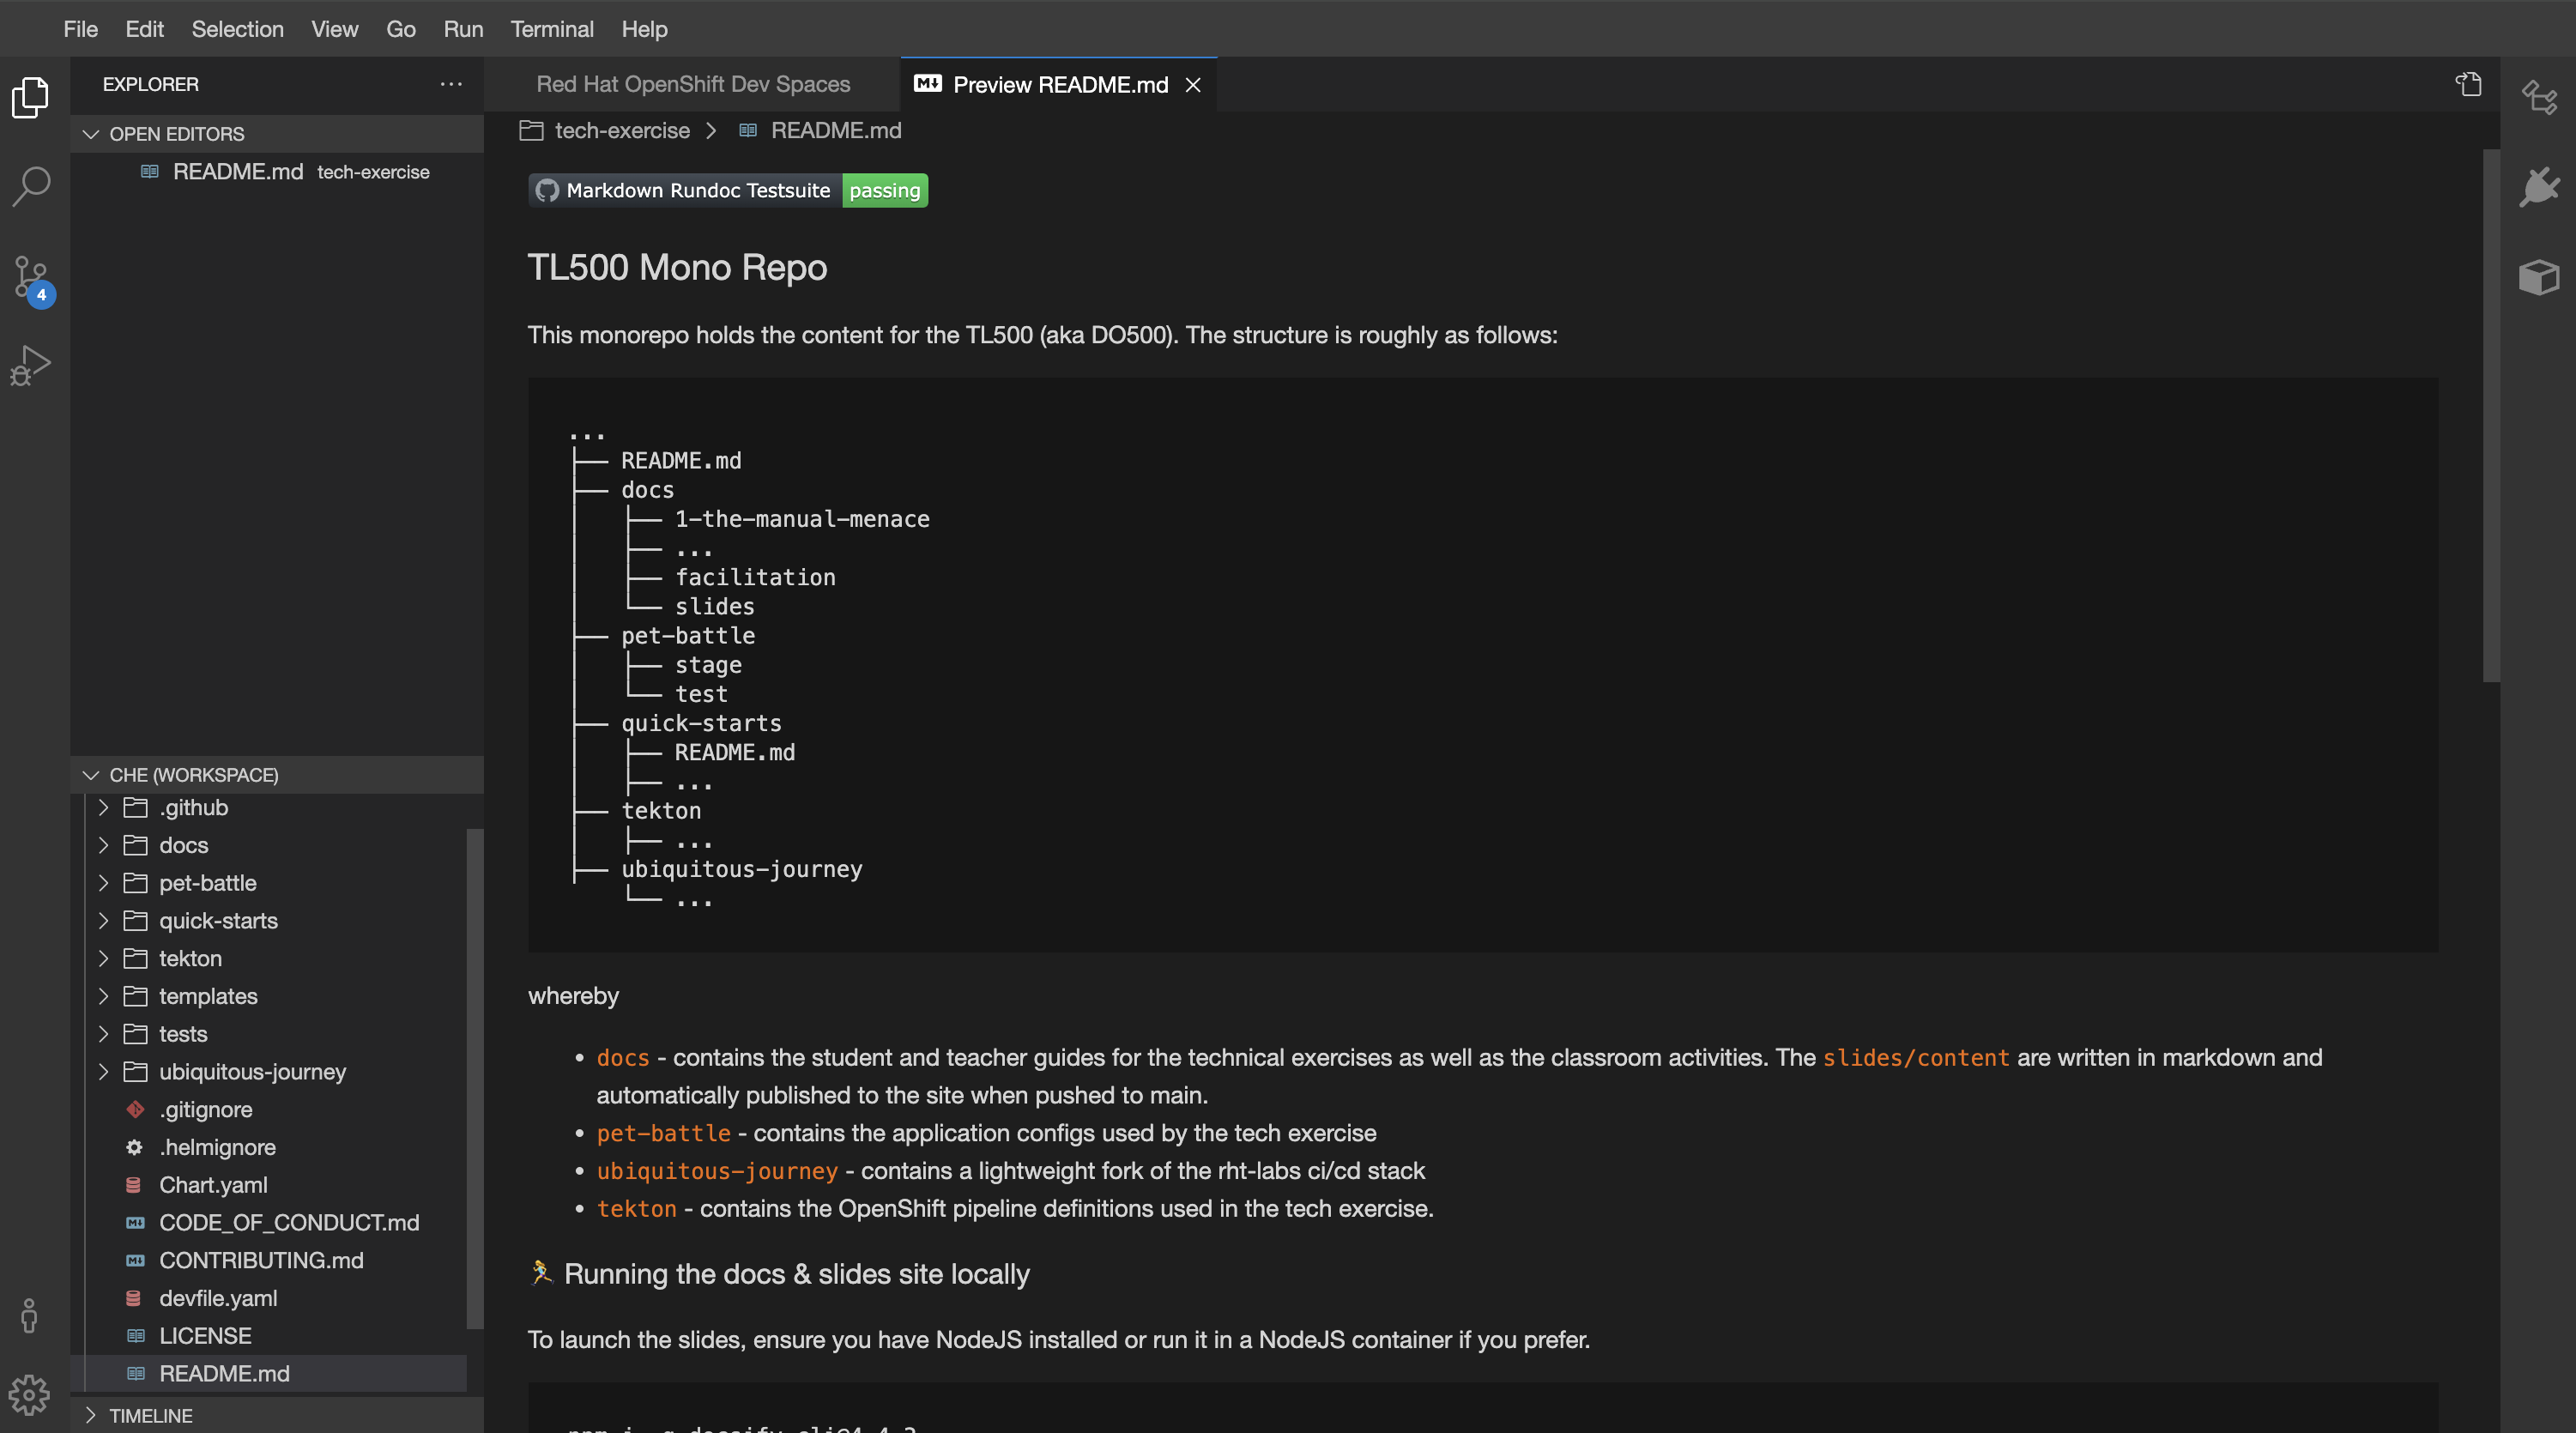 File Edit Selection View Go Run Terminal Help
EXPLORER ...
OPEN EDITORS
README.md tech-exercise
4
CHE (WORKSPACE)
.github
docs
pet-battle
quick-starts
tekton
templates
tests
ubiquitous-journey
.gitignore
.helmignore
Chart.yaml
CODE_OF_CONDUCT.md
CONTRIBUTING.md
devfile.yaml
LICENSE
README.md
TIMELINE
Red Hat OpenShift Dev Spaces
Preview README.md
tech-exercise > README.md
Markdown Rundoc Testsuite passing
TL500 Mono Repo
This monorepo holds the content for the TL500 (aka DO500). The structure is roughly as follows:
...
├── README.md
├── docs
│   ├── 1-the-manual-menace
│   ├── ...
│   ├── facilitation
│   └── slides
├── pet-battle
│   ├── stage
│   └── test
├── quick-starts
│   ├── README.md
│   ├── ...
├── tekton
│   ├── ...
├── ubiquitous-journey
    └── ...
whereby
• docs - contains the student and teacher guides for the technical exercises as well as the classroom activities. The slides/content are written in markdown and
automatically published to the site when pushed to main.
• pet-battle - contains the application configs used by the tech exercise
• ubiquitous-journey - contains a lightweight fork of the rht-labs ci/cd stack
• tekton - contains the OpenShift pipeline definitions used in the tech exercise.
🏃 Running the docs & slides site locally
To launch the slides, ensure you have NodeJS installed or run it in a NodeJS container if you prefer.